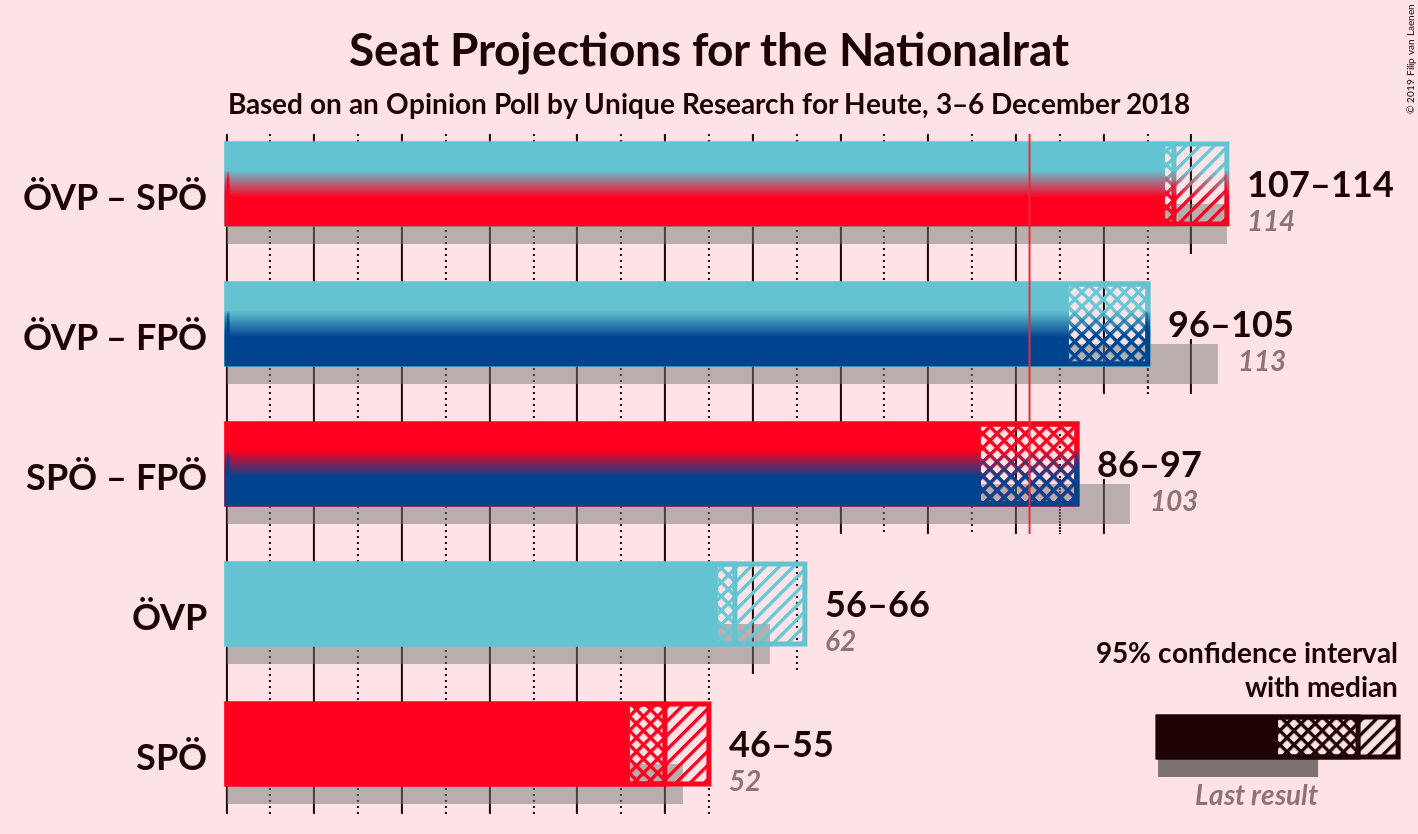 Seat Projections for the Nationalrat
Based on an Opinion Poll by Unique Research for Heute, 3–6 December 2018
© 2019 Filip van Laenen
ÖVP – SPÖ
107–114
114
ÖVP – FPÖ
96–105
113
SPÖ – FPÖ
86–97
103
ÖVP
56–66
62
SPÖ
46–55
52
95% confidence interval
with median
Last result